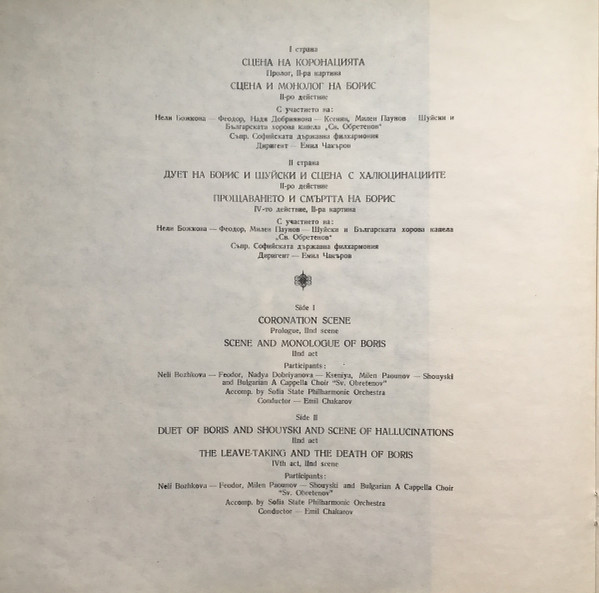 I страна
СЦЕНА НА КОРОНАЦИЯТА
Пролог, II-ра картина
СЦЕНА И МОНОЛОГ НА БОРИС
II-ро действие
С участието на:
Нели Божкова — Феодор, Надя Добриянова — Ксения, Милен Паунов — Шуйски и
Българската хорова капела „Св. Обретенов“
Съпр. Софийската държавна филхармония
Диригент — Емил Чакъров
II страна
ДУЕТ НА БОРИС И ШУЙСКИ И СЦЕНА С ХАЛЮЦИНАЦИИТЕ
II-ро действие
ПРОЩАВАНЕТО И СМЪРТТА НА БОРИС
IV-то действие, II-ра картина
С участието на:
Нели Божкова — Феодор, Милен Паунов — Шуйски и Българската хорова капела
„Св. Обретенов“
Съпр. Софийската държавна филхармония
Диригент — Емил Чакъров
Side I
CORONATION SCENE
Prologue, IInd scene
SCENE AND MONOLOGUE OF BORIS
IInd act
Participants:
Neli Bozhkova — Feodor, Nadya Dobriyanova — Kseniya, Milen Paounov — Shouyski
and Bulgarian A Cappella Choir "Sv. Obretenov"
Accomp. by Sofia State Philharmonic Orchestra
Conductor — Emil Chakarov
Side II
DUET OF BORIS AND SHOUYSKI AND SCENE OF HALLUCINATIONS
IInd act
THE LEAVE-TAKING AND THE DEATH OF BORIS
IVth act, IInd scene
Participants:
Neli Bozhkova — Feodor, Milen Paounov — Shouyski and Bulgarian A Cappella Choir
"Sv. Obretenov"
Accomp. by Sofia State Philharmonic Orchestra
Conductor — Emil Chakarov